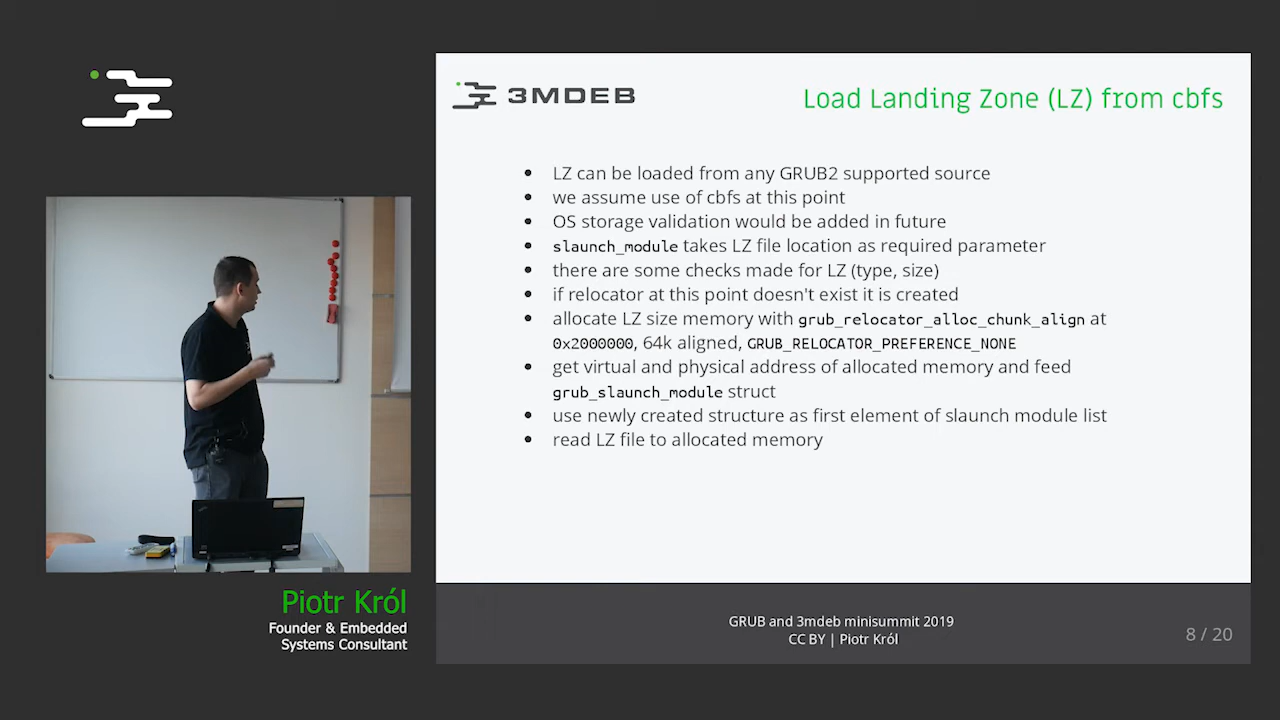 3MDEB
Load Landing Zone (LZ) from cbfs
LZ can be loaded from any GRUB2 supported source
we assume use of cbfs at this point
OS storage validation would be added in future
slaunch_module takes LZ file location as required parameter
there are some checks made for LZ (type, size)
if relocator at this point doesn't exist it is created
allocate LZ size memory with grub_relocator_alloc_chunk_align at
0x2000000, 64k aligned, GRUB_RELOCATOR_PREFERENCE_NONE
get virtual and physical address of allocated memory and feed
grub_slaunch_module struct
use newly created structure as first element of slaunch module list
read LZ file to allocated memory
Piotr Król
Founder & Embedded
Systems Consultant
GRUB and 3mdeb minisummit 2019
CC BY | Piotr Król
8 / 20